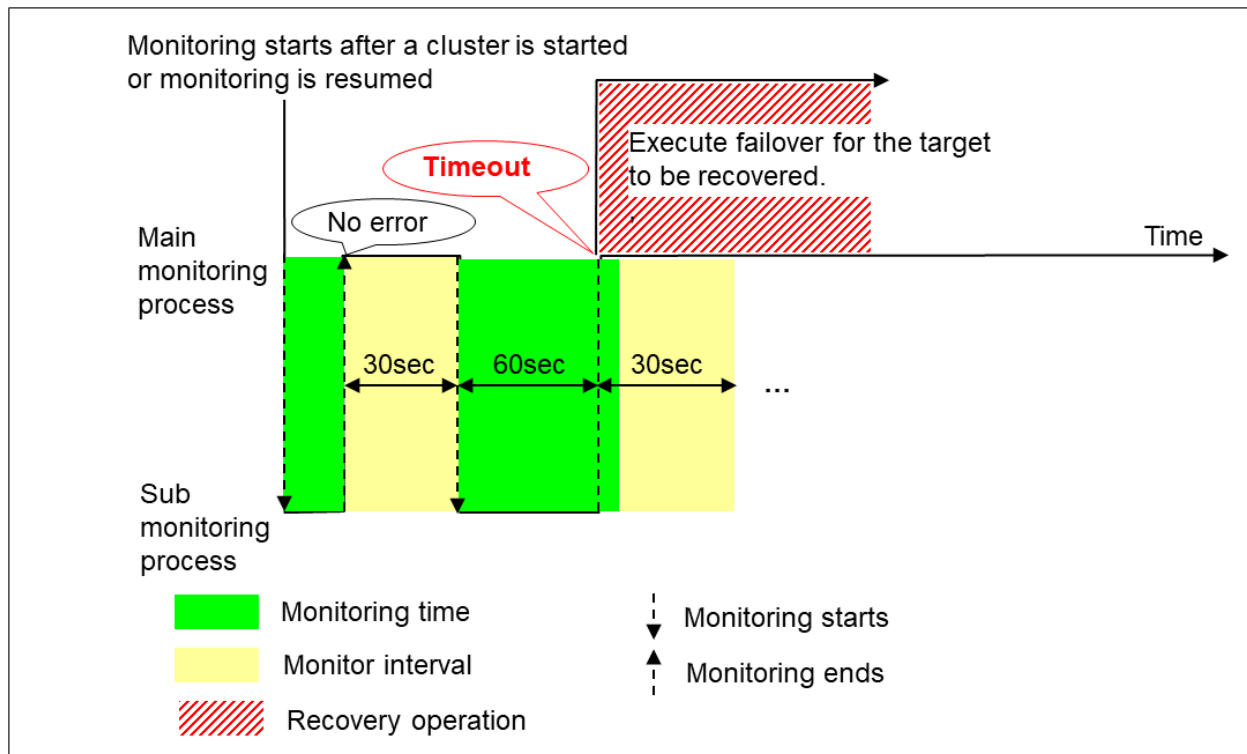 Monitoring starts after a cluster is started
or monitoring is resumed
Timeout
Execute failover for the target
to be recovered.
,
No error
Main
monitoring
process
Time
30sec
60sec
30sec
...
Sub
monitoring
process
Monitoring time
Monitoring starts
Monitor interval
Monitoring ends
Recovery operation